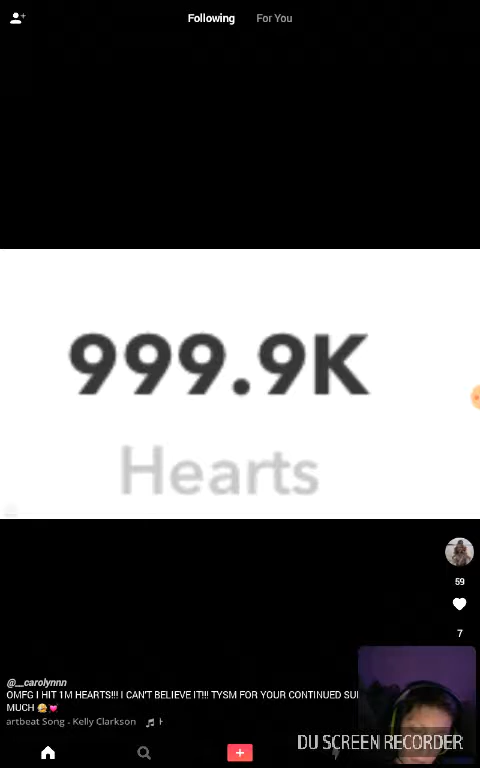 Following For You
999.9K
Hearts
59
7
@__carolynnn
OMFG I HIT 1M HEARTS!!! I CAN'T BELIEVE IT!!! TYSM FOR YOUR CONTINUED
MUCH 😭💓
artbeat Song - Kelly Clarkson
DU SCREEN RECORDER